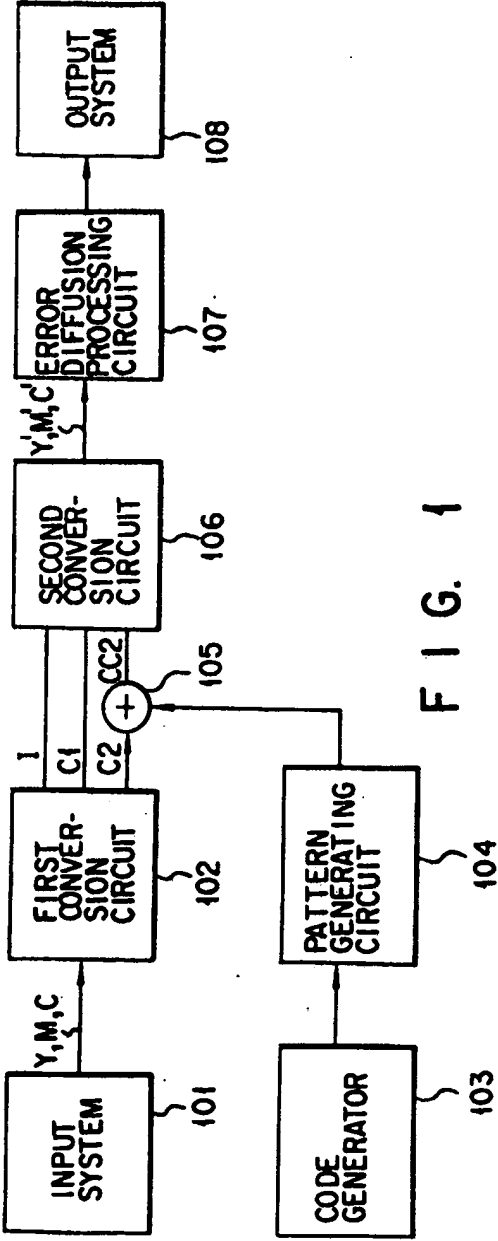 INPUT
SYSTEM
101
Y,M,C
FIRST
CONVER-
SION
CIRCUIT
102
I
C1
C2
CC2
+
105
SECOND
CONVER-
SION
CIRCUIT
106
Y',M',C'
ERROR
DIFFUSION
PROCESSING
CIRCUIT
107
OUTPUT
SYSTEM
108
CODE
GENERATOR
103
PATTERN
GENERATING
CIRCUIT
104
FIG. 1